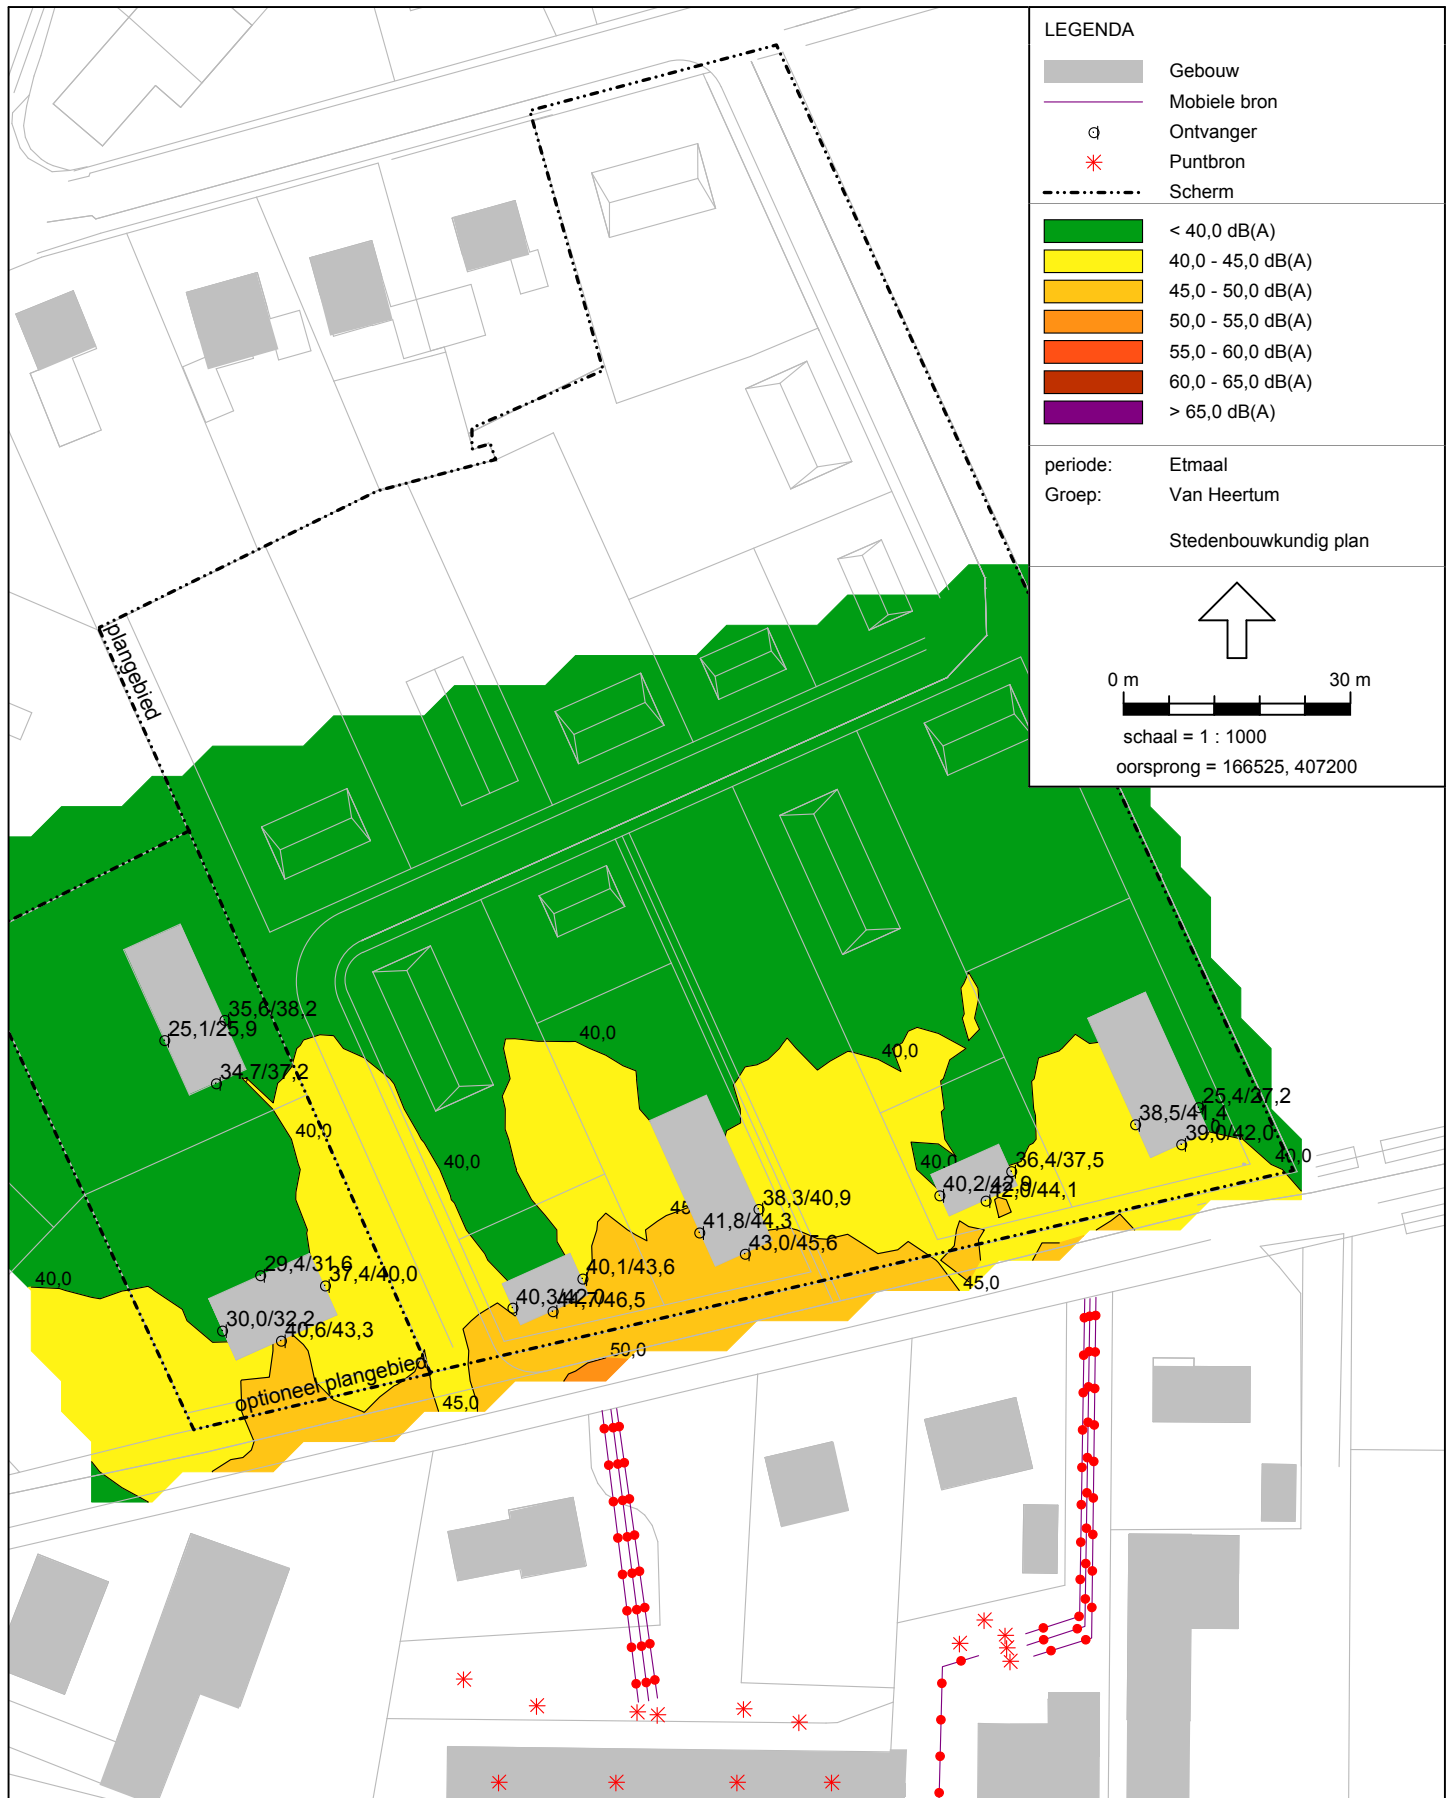 LEGENDA
Gebouw
Mobiele bron
Ontvanger
Puntbron
Scherm
< 40,0 dB(A)
40,0 - 45,0 dB(A)
45,0 - 50,0 dB(A)
50,0 - 55,0 dB(A)
55,0 - 60,0 dB(A)
60,0 - 65,0 dB(A)
> 65,0 dB(A)
periode: Etmaal
Groep: Van Heertum
Stedenbouwkundig plan
0 m 30 m
schaal = 1 : 1000
oorsprong = 166525, 407200
plangebied
35,6/38,2
25,1/25,9
34,7/37,2
40,0
40,0
40,0
40,0
25,4/27,2
38,5/41,4
39,0/42,0
40,0
40,0
40,0
36,4/37,5
40,2/42,9
42,0/44,1
38,3/40,9
41,8/44,3
43,0/45,6
40,0
29,4/31,6
37,4/40,0
40,1/43,6
40,3/42,0
44,7/46,5
45,0
30,0/32,2
40,6/43,3
50,0
optioneel plangebied
45,0